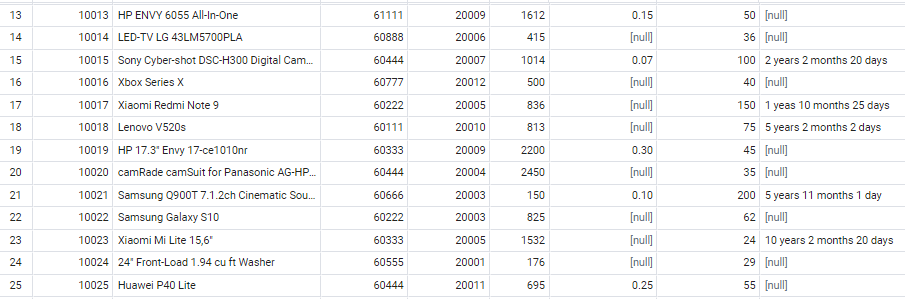 13 10013 HP ENVY 6055 All-In-One 61111 20009 1612 0.15 50 [null]
14 10014 LED-TV LG 43LM5700PLA 60888 20006 415 [null] 36 [null]
15 10015 Sony Cyber-shot DSC-H300 Digital Cam... 60444 20007 1014 0.07 100 2 years 2 months 20 days
16 10016 Xbox Series X 60777 20012 500 [null] 40 [null]
17 10017 Xiaomi Redmi Note 9 60222 20005 836 [null] 150 1 yeas 10 months 25 days
18 10018 Lenovo V520s 60111 20010 813 [null] 75 5 years 2 months 2 days
19 10019 HP 17.3" Envy 17-ce1010nr 60333 20009 2200 0.30 45 [null]
20 10020 camRade camSuit for Panasonic AG-HP... 60444 20004 2450 [null] 35 [null]
21 10021 Samsung Q900T 7.1.2ch Cinematic Sou... 60666 20003 150 0.10 200 5 years 11 months 1 day
22 10022 Samsung Galaxy S10 60222 20003 825 [null] 62 [null]
23 10023 Xiaomi Mi Lite 15,6" 60333 20005 1532 [null] 24 10 years 2 months 20 days
24 10024 24" Front-Load 1.94 cu ft Washer 60555 20001 176 [null] 29 [null]
25 10025 Huawei P40 Lite 60444 20011 695 0.25 55 [null]